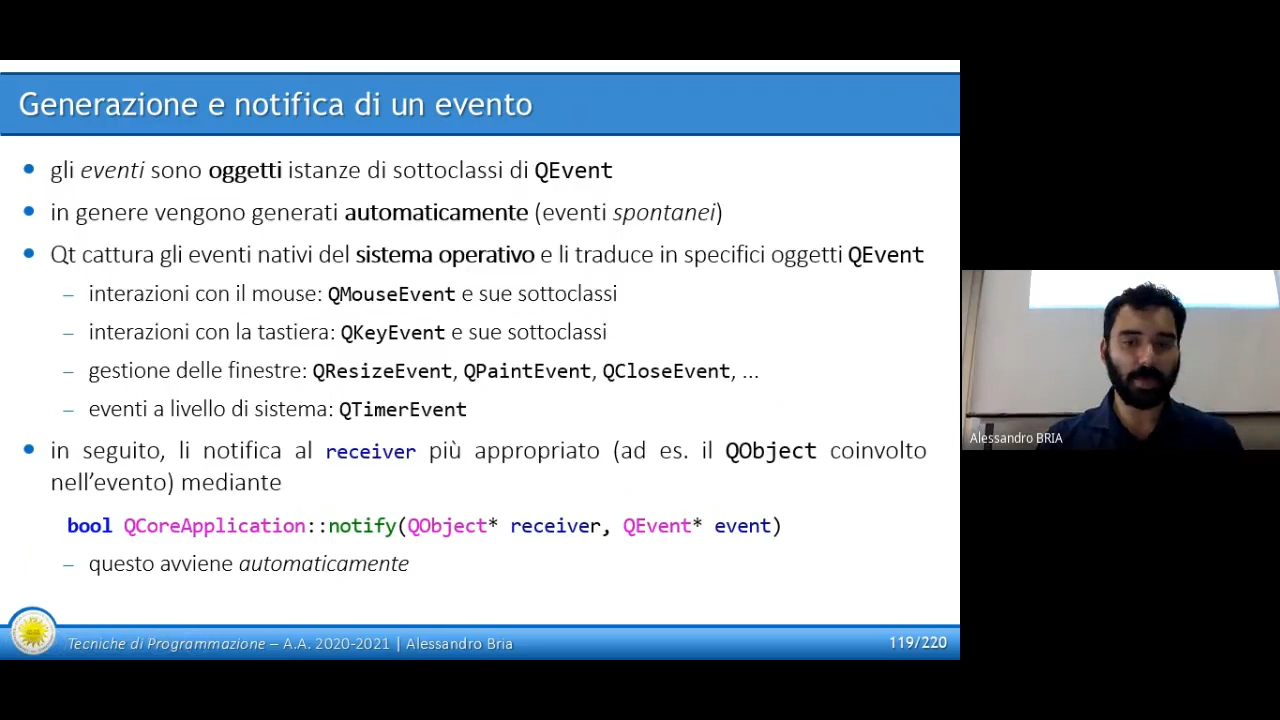 Generazione e notifica di un evento
gli eventi sono oggetti istanze di sottoclassi di QEvent
in genere vengono generati automaticamente (eventi spontanei)
Qt cattura gli eventi nativi del sistema operativo e li traduce in specifici oggetti QEvent
– interazioni con il mouse: QMouseEvent e sue sottoclassi
– interazioni con la tastiera: QKeyEvent e sue sottoclassi
– gestione delle finestre: QResizeEvent, QPaintEvent, QCloseEvent, ...
– eventi a livello di sistema: QTimerEvent
in seguito, li notifica al receiver più appropriato (ad es. il QObject coinvolto
nell'evento) mediante
bool QCoreApplication::notify(QObject* receiver, QEvent* event)
– questo avviene automaticamente
Tecniche di Programmazione – A.A. 2020-2021 | Alessandro Bria
119/220
Alessandro BRIA